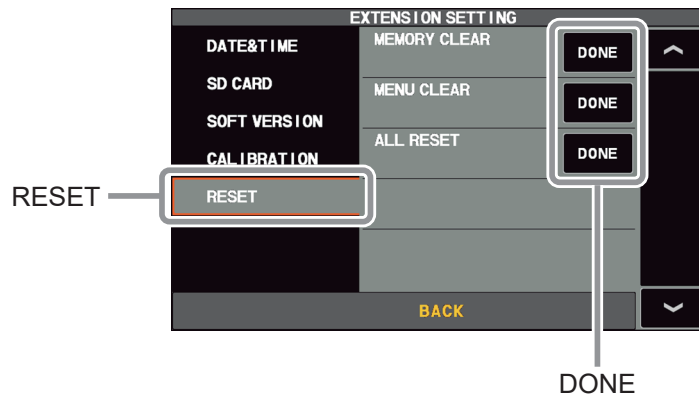 EXTENSION SETTING
DATE&TIME
SD CARD
SOFT VERSION
CALIBRATION
RESET
MEMORY CLEAR
DONE
MENU CLEAR
DONE
ALL RESET
DONE
BACK
RESET
DONE